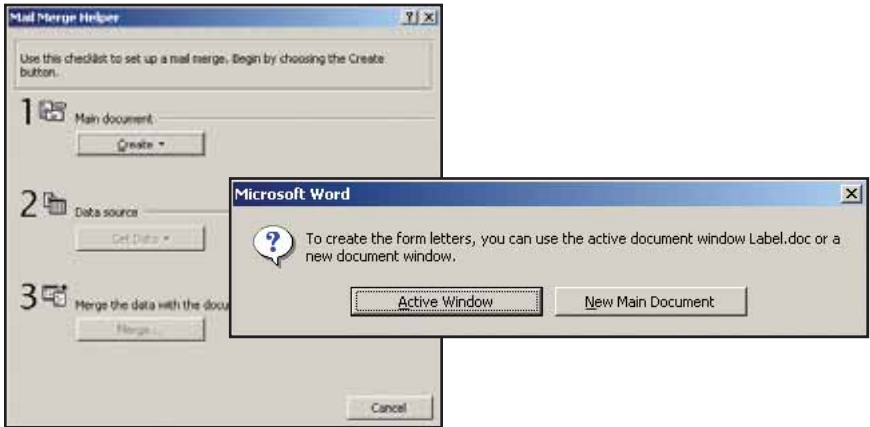 Mail Merge Helper
Use this checklist to set up a mail merge. Begin by choosing the Create
button.
1 Main document
Create
2 Data source
Get Data
3 Merge the data with the docu
Merge...
Cancel
Microsoft Word
To create the form letters, you can use the active document window Label.doc or a
new document window.
Active Window
New Main Document